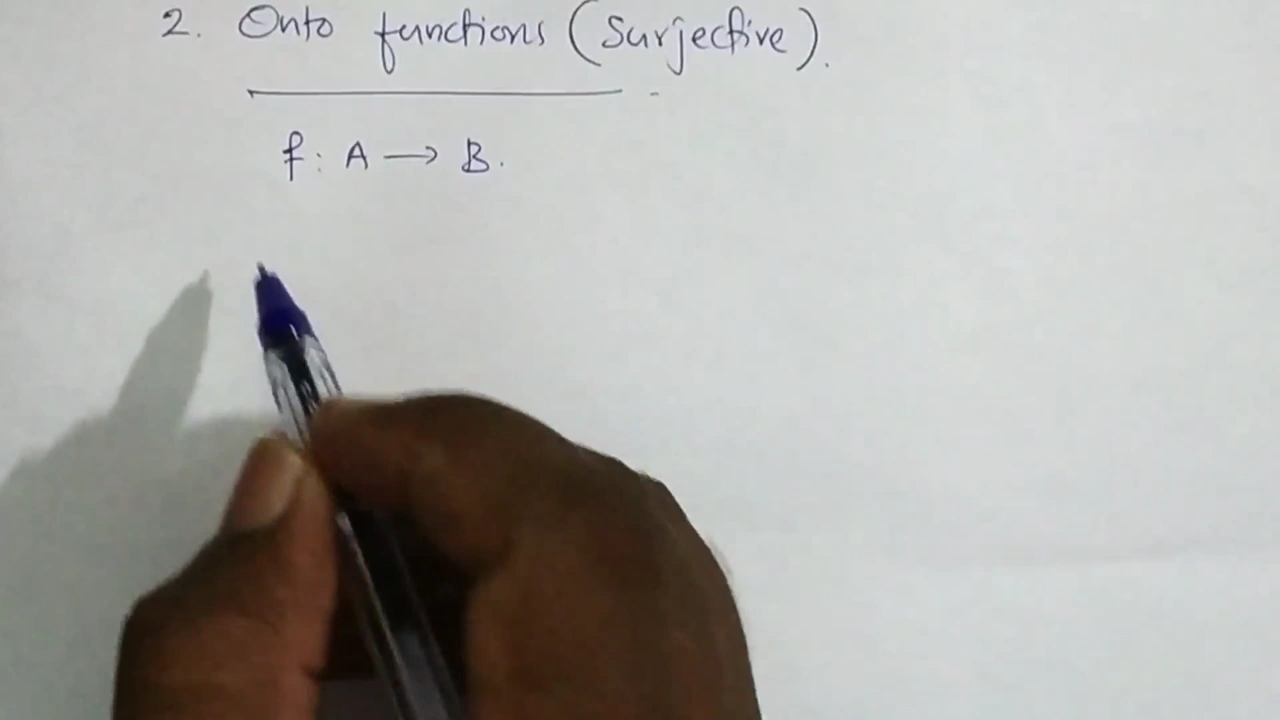 2. Onto functions (Surjective).
f: A → B.